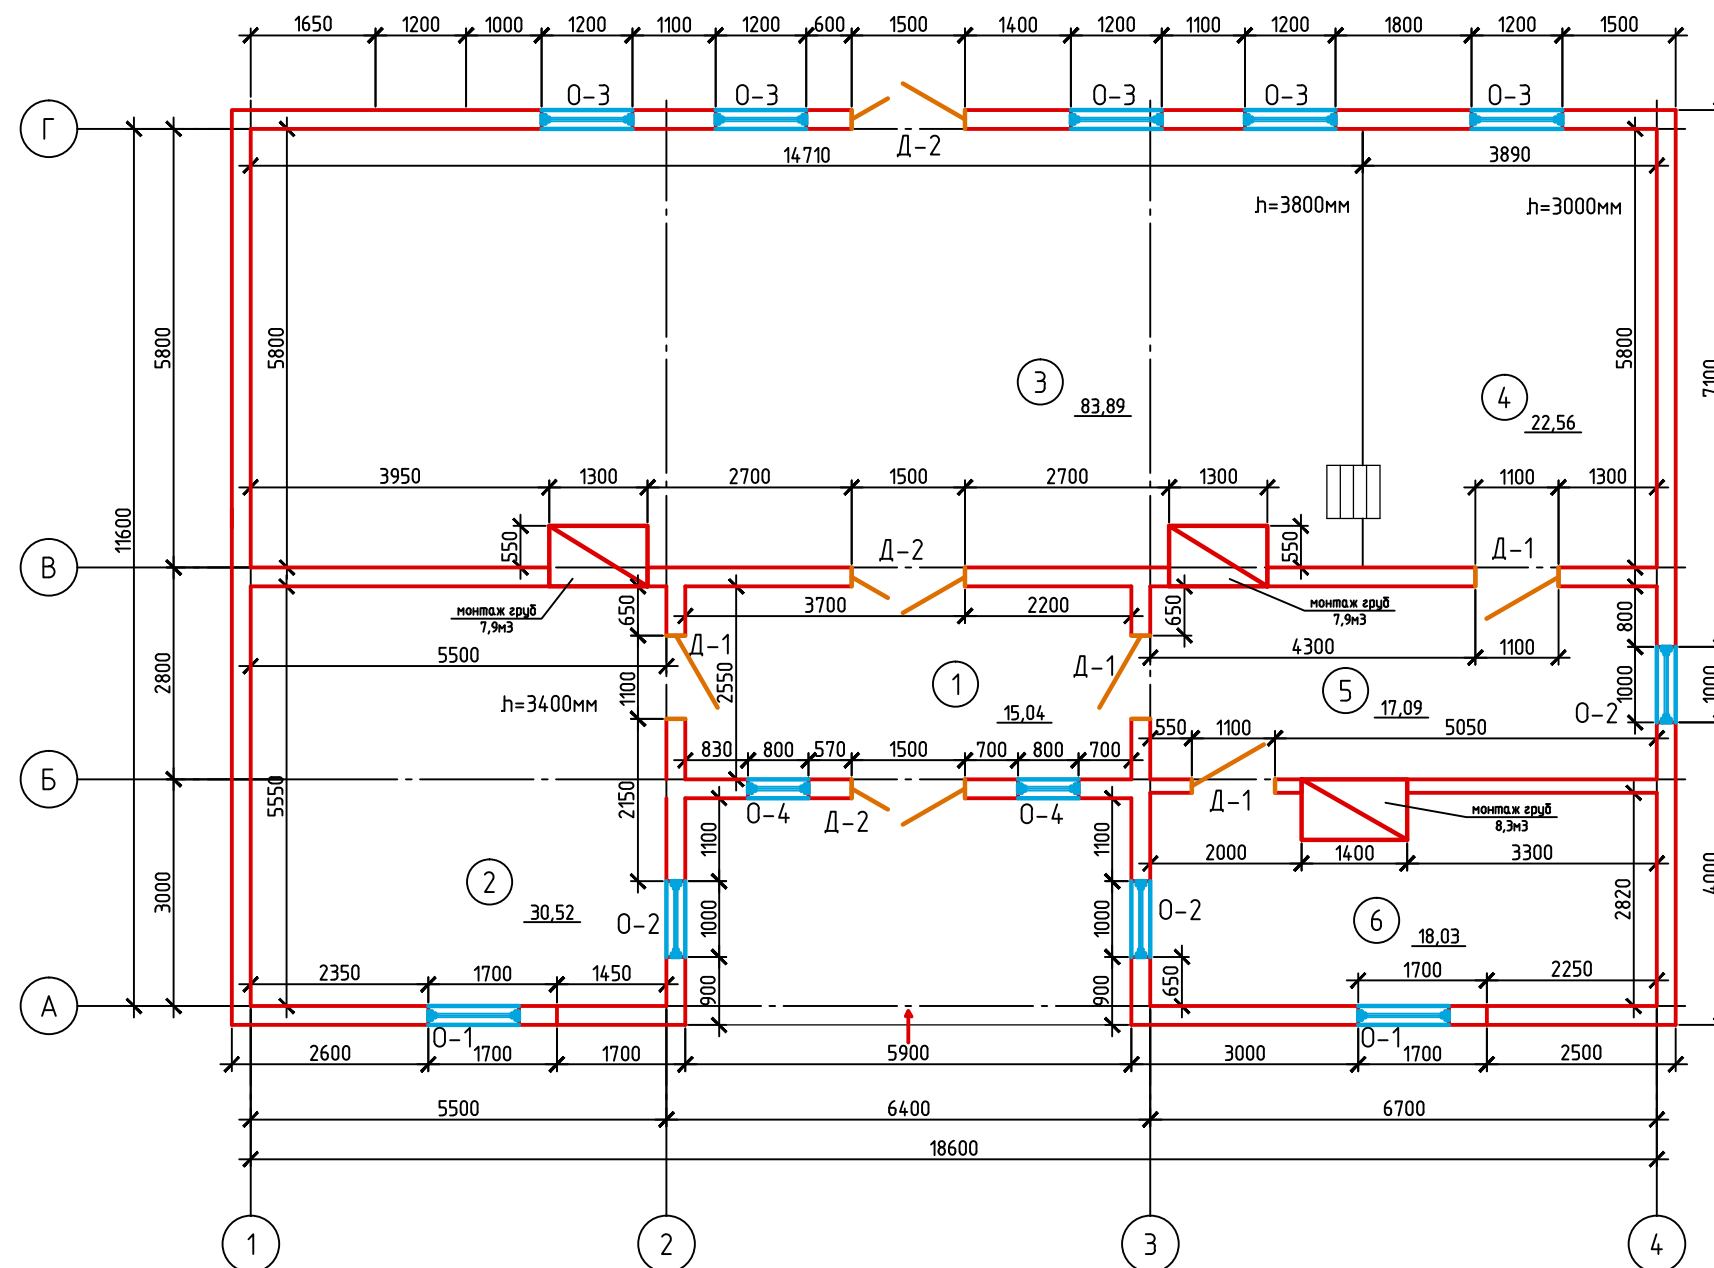 1650 1200 1000 1200 1100 1200 600 1500 1400 1200 1100 1200 1800 1200 1500
О-3 О-3 О-3 О-3 О-3
Г
Д-2
14710 3890
h=3800мм h=3000мм
5800 5800 5800 7100
3 83,89
4 22,56
3950 1300 2700 1500 2700 1300 1100 1300
11600
550 550
В
Д-2 Д-1
монтаж груб
7,9м3
650
3700 2200
650
монтаж груб
7,9м3
800
5500
Д-1 Д-1
4300 1100
2800
1100
2550
1
15,04
5
17,09
1000 1000
h=3400мм
О-2
550 1100 5050
830 800 570 1500 700 800 700
Б
5550
2150
О-4 Д-2 О-4
Д-1
монтаж груб
8,3м3
1100 1100
2000 1400 3300
3000
2
30,52
О-2
1000 1000
О-2
6
18,03
2820
4000
2350 1700 1450
900 900
650
1700 2250
А
О-1 О-1
2600 1700 1700 5900 3000 1700 2500
5500 6400 6700
18600
1 2 3 4